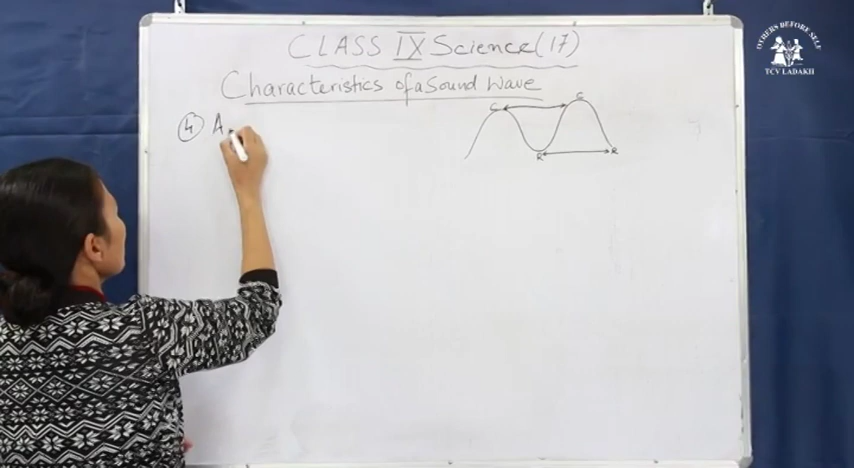 CLASS IX Science (17)
Characteristics of a Sound Wave
④ A
C C
R R
OTHERS BEFORE SELF
TCV LADAKH